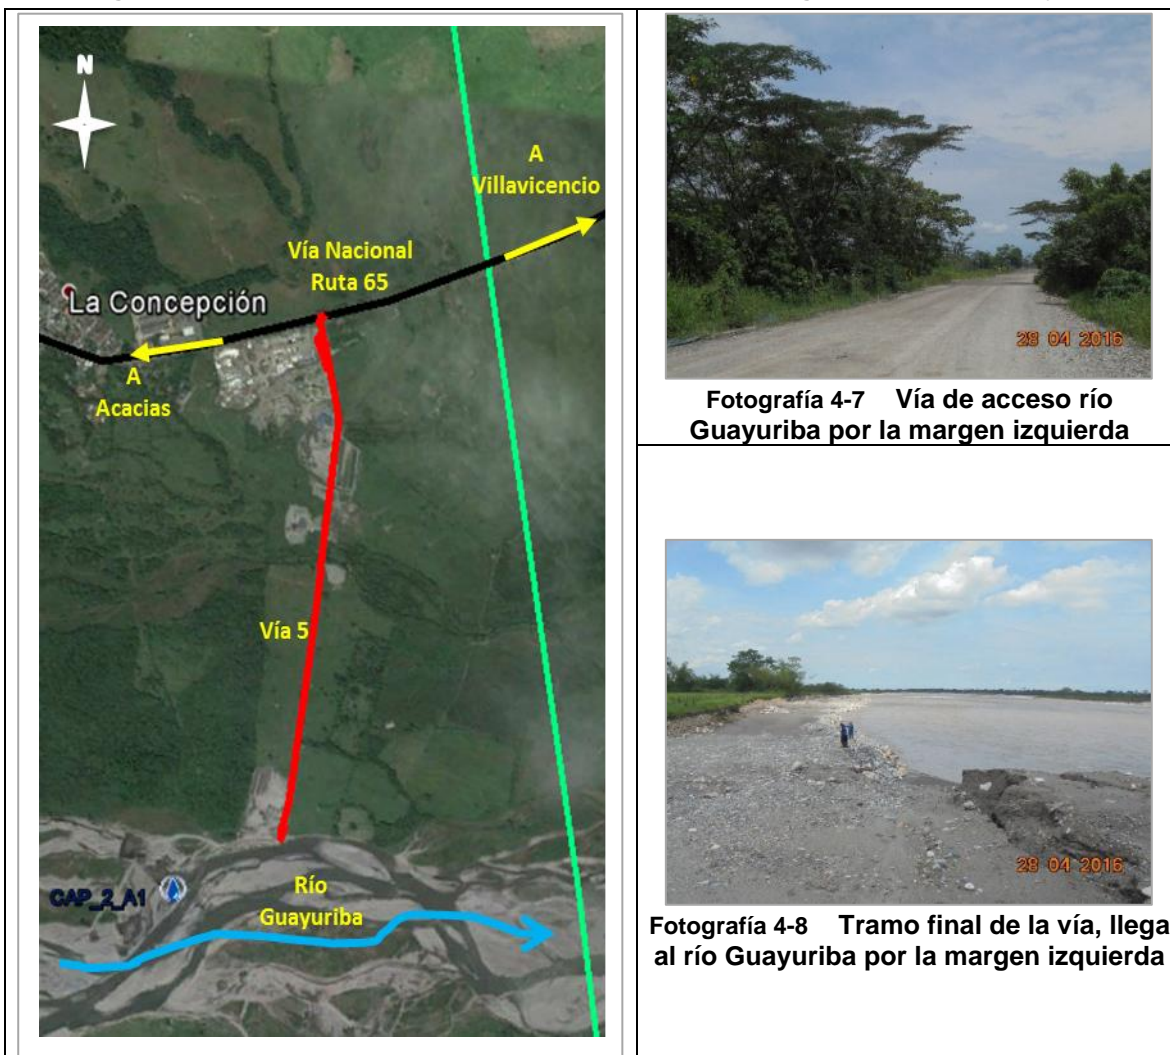 N
A
Villavicencio
Vía Nacional
Ruta 65
La Concepción
A
Acacias
Vía 5
CAP_2_A1
Río
Guayuriba
28 04 2016
Fotografía 4-7 Vía de acceso río
Guayuriba por la margen izquierda
28 04 2016
Fotografía 4-8 Tramo final de la vía, llega
al río Guayuriba por la margen izquierda